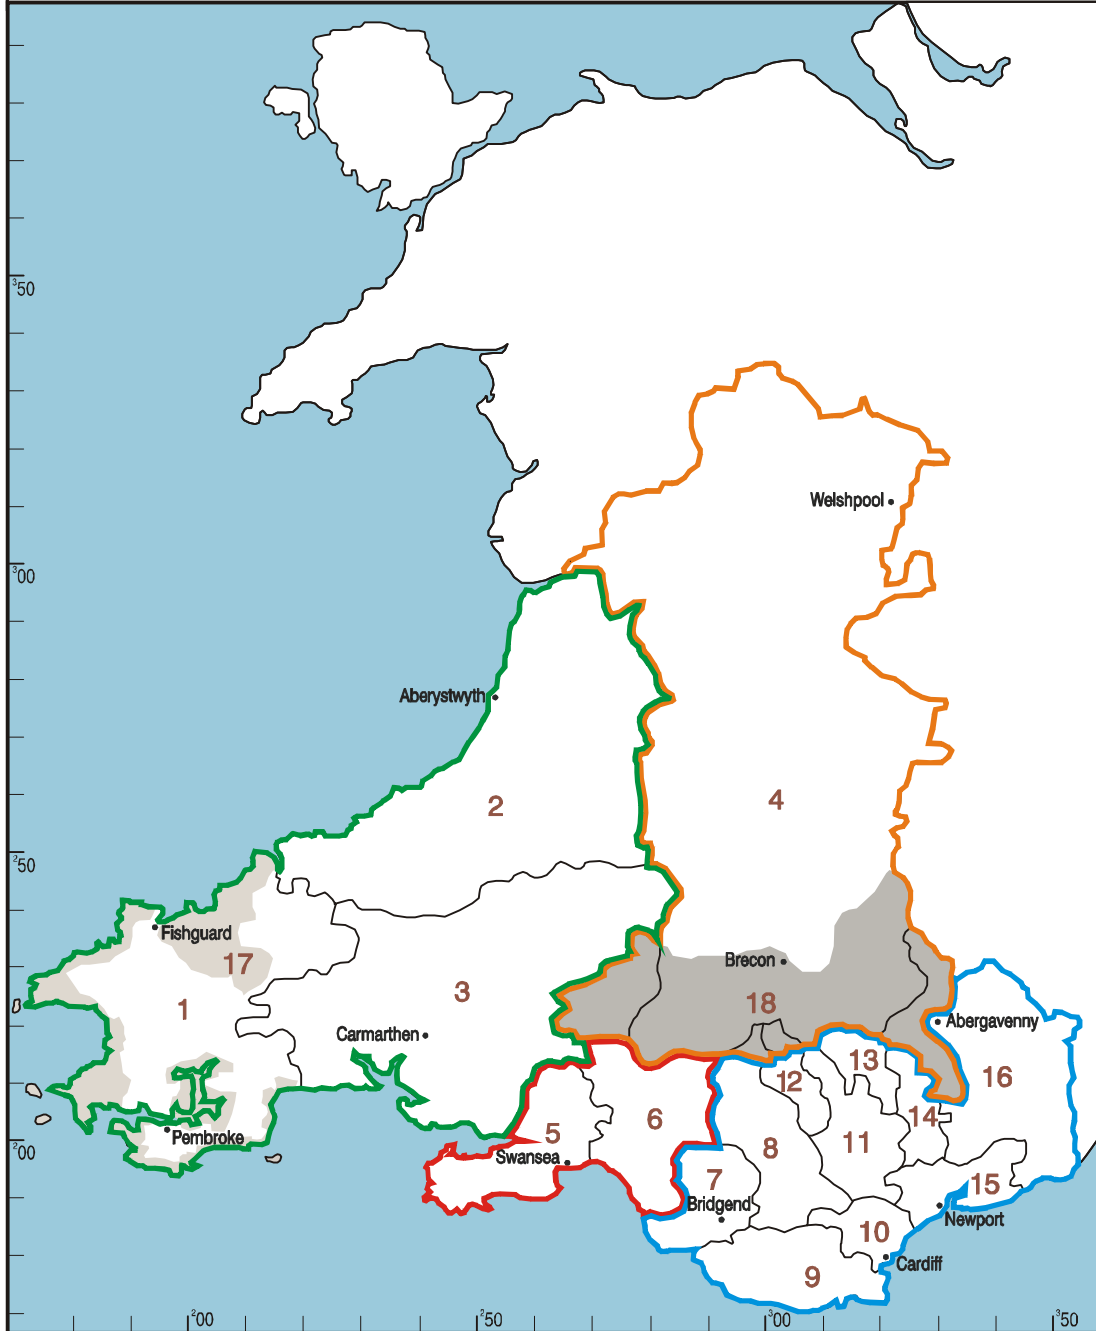 ³50
Welshpool
³00
Aberystwyth
2
4
²50
Fishguard
17
Brecon
3
1
18
Carmarthen
Abergavenny
13
16
12
14
6
5
11
Pembroke
8
²00
Swansea
7
15
Bridgend
Newport
10
Cardiff
9
²00
²50
³00
³50